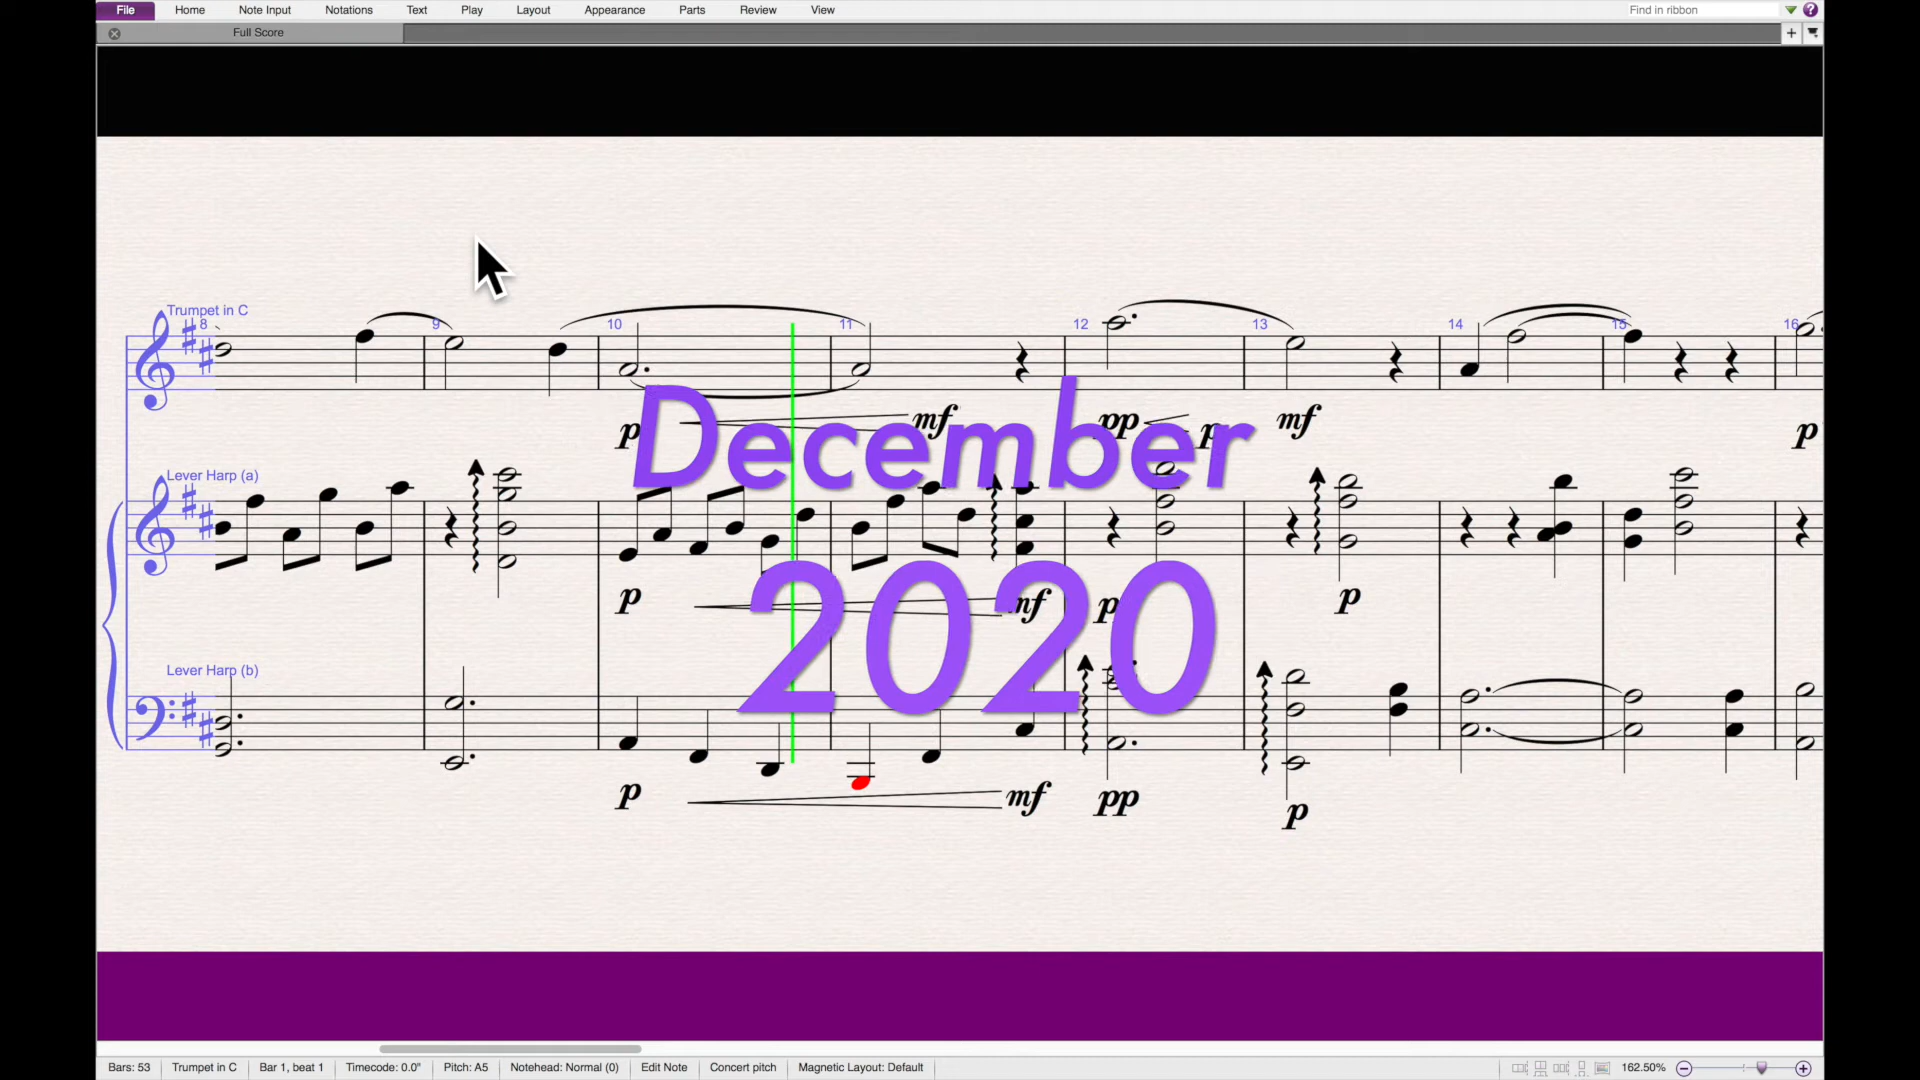 File Home Note Input Notations Text Play Layout Appearance Parts Review View Find in ribbon
Full Score
Trumpet in C
8 9 10 11 12 13 14 15 16
p mf pp p mf p
December
Lever Harp (a)
p mf p p
2020
Lever Harp (b)
p mf pp p
Bars: 53 Trumpet in C Bar 1, beat 1 Timecode: 0.0" Pitch: A5 Notehead: Normal (0) Edit Note Concert pitch Magnetic Layout: Default 162.50%